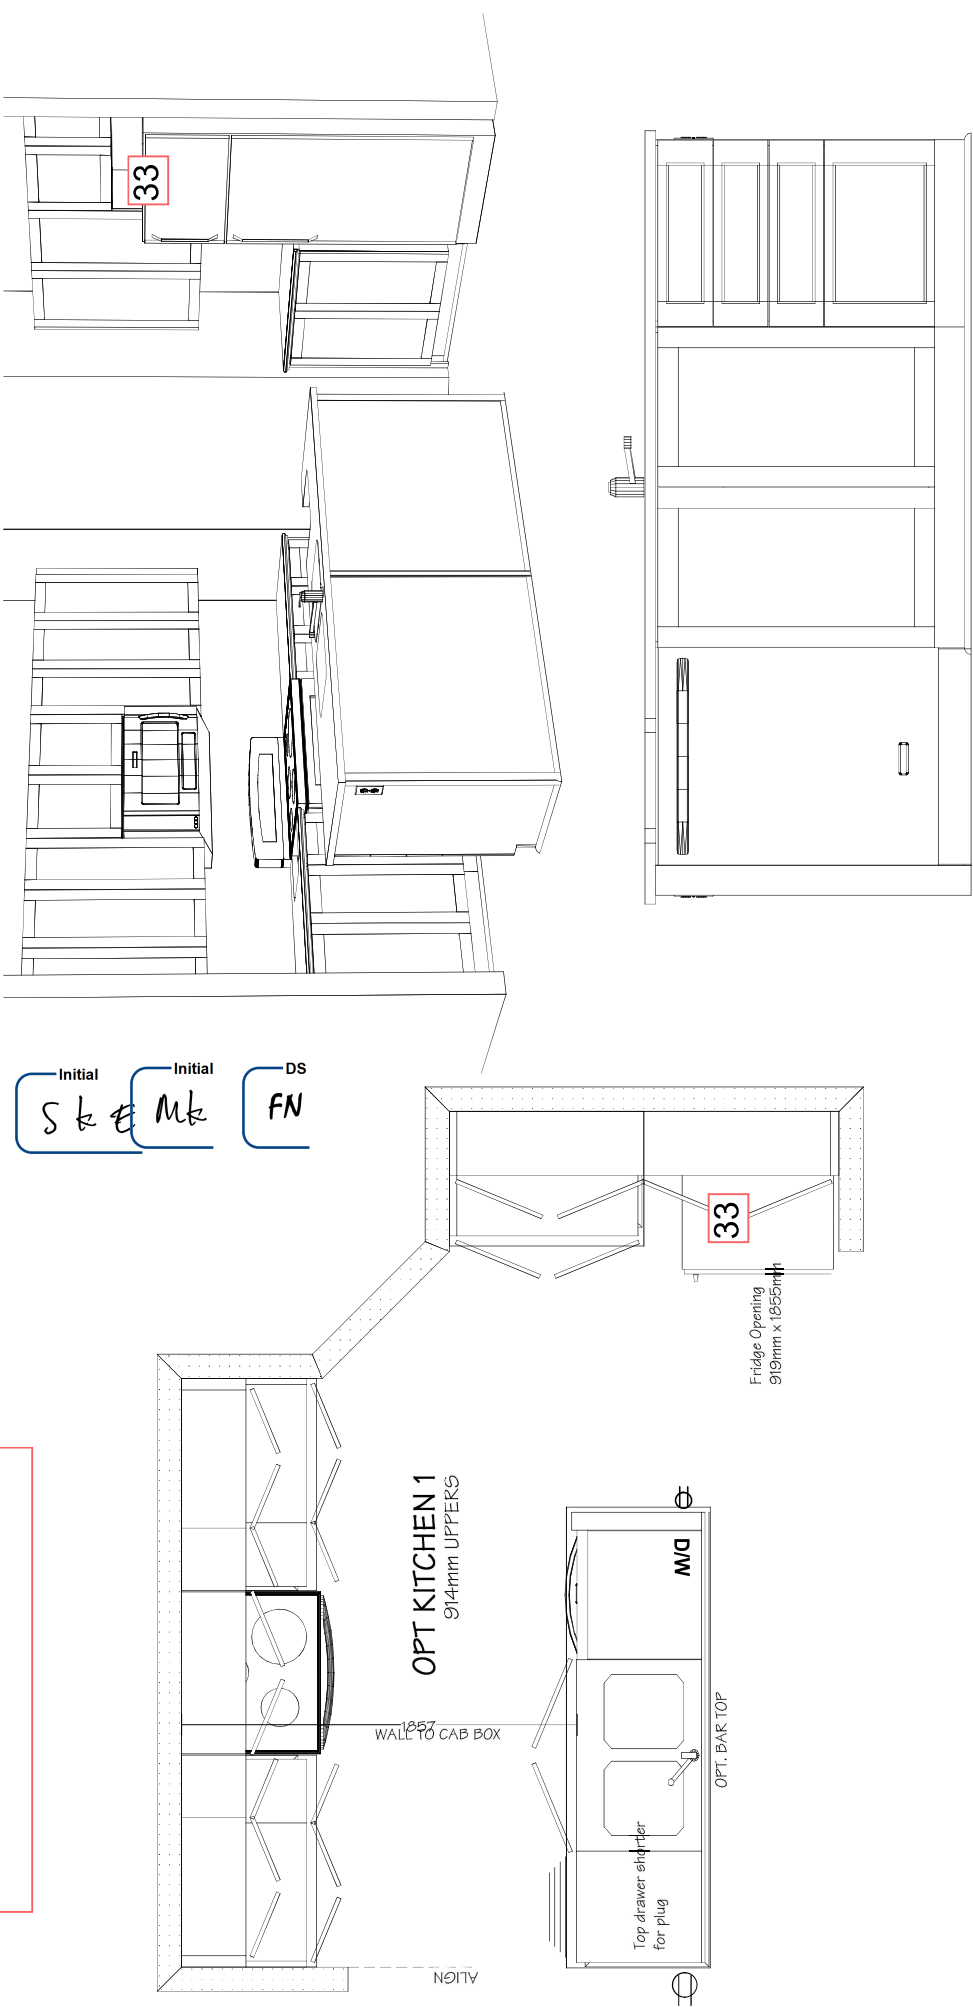 33
Initial
Initial
DS
SkE
Mk
FN
33
Fridge Opening
919mm x 1855mm
OPT KITCHEN 1
914mm UPPERS
1857
WALL TO CAB BOX
D/W
OPT. BAR TOP
Top drawer shorter
for plug
ALIGN